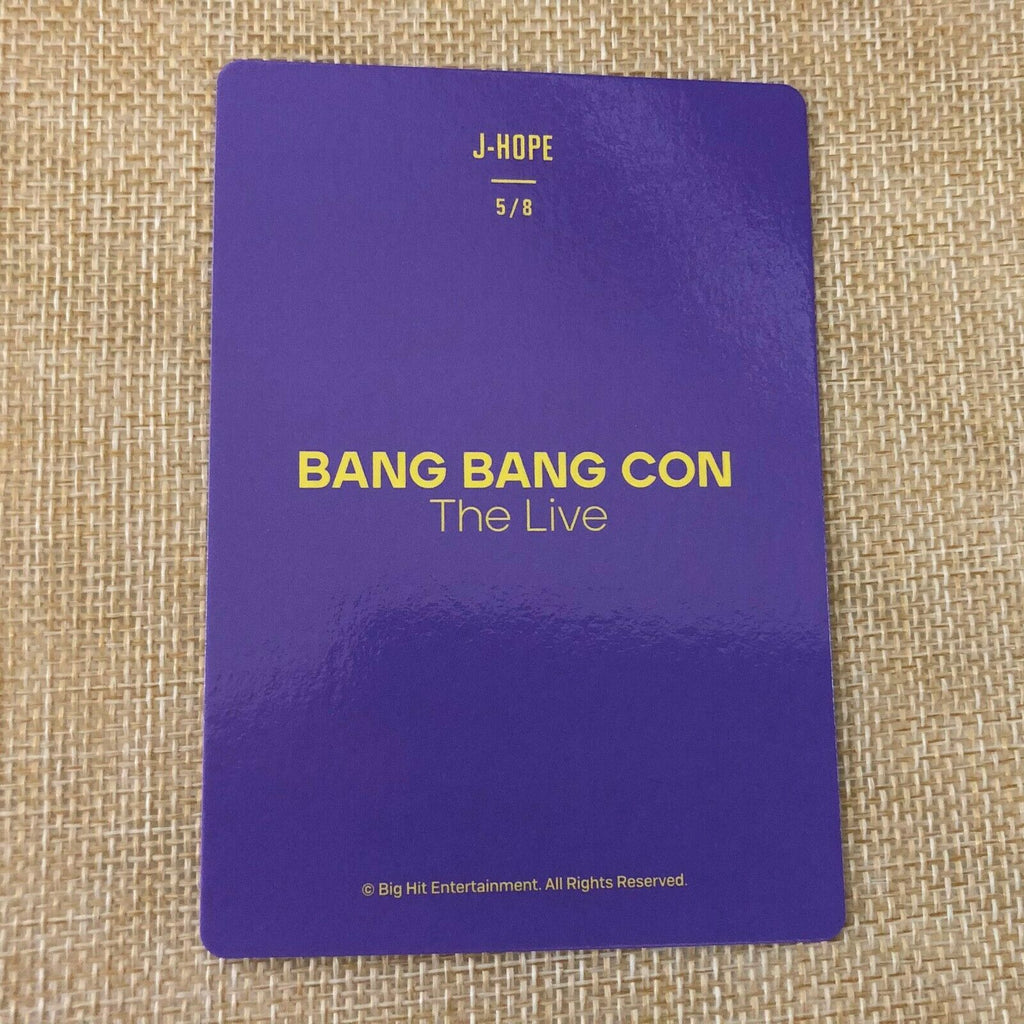 J-HOPE
5/8
BANG BANG CON
The Live
© Big Hit Entertainment. All Rights Reserved.